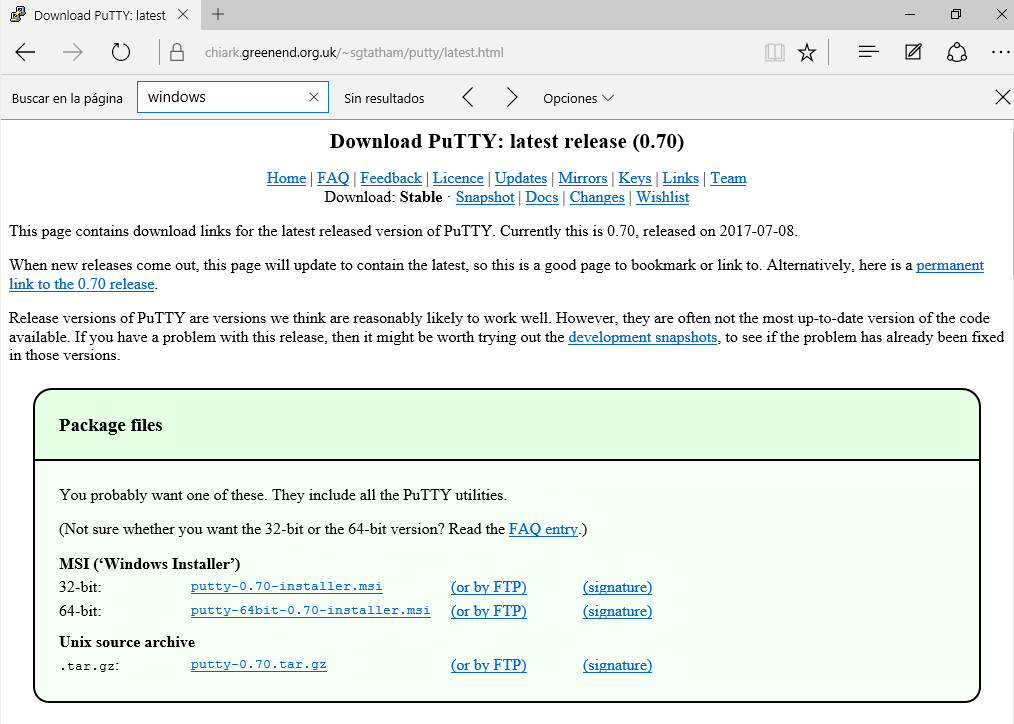 Download PuTTY: latest
chiark.greenend.org.uk/~sgtatham/putty/latest.html
Buscar en la página windows Sin resultados Opciones
Download PuTTY: latest release (0.70)
Home | FAQ | Feedback | Licence | Updates | Mirrors | Keys | Links | Team
Download: Stable · Snapshot | Docs | Changes | Wishlist
This page contains download links for the latest released version of PuTTY. Currently this is 0.70, released on 2017-07-08.
When new releases come out, this page will update to contain the latest, so this is a good page to bookmark or link to. Alternatively, here is a permanent
link to the 0.70 release.
Release versions of PuTTY are versions we think are reasonably likely to work well. However, they are often not the most up-to-date version of the code
available. If you have a problem with this release, then it might be worth trying out the development snapshots, to see if the problem has already been fixed
in those versions.
Package files
You probably want one of these. They include all the PuTTY utilities.
(Not sure whether you want the 32-bit or the 64-bit version? Read the FAQ entry.)
MSI (‘Windows Installer’)
32-bit: putty-0.70-installer.msi (or by FTP) (signature)
64-bit: putty-64bit-0.70-installer.msi (or by FTP) (signature)
Unix source archive
.tar.gz: putty-0.70.tar.gz (or by FTP) (signature)